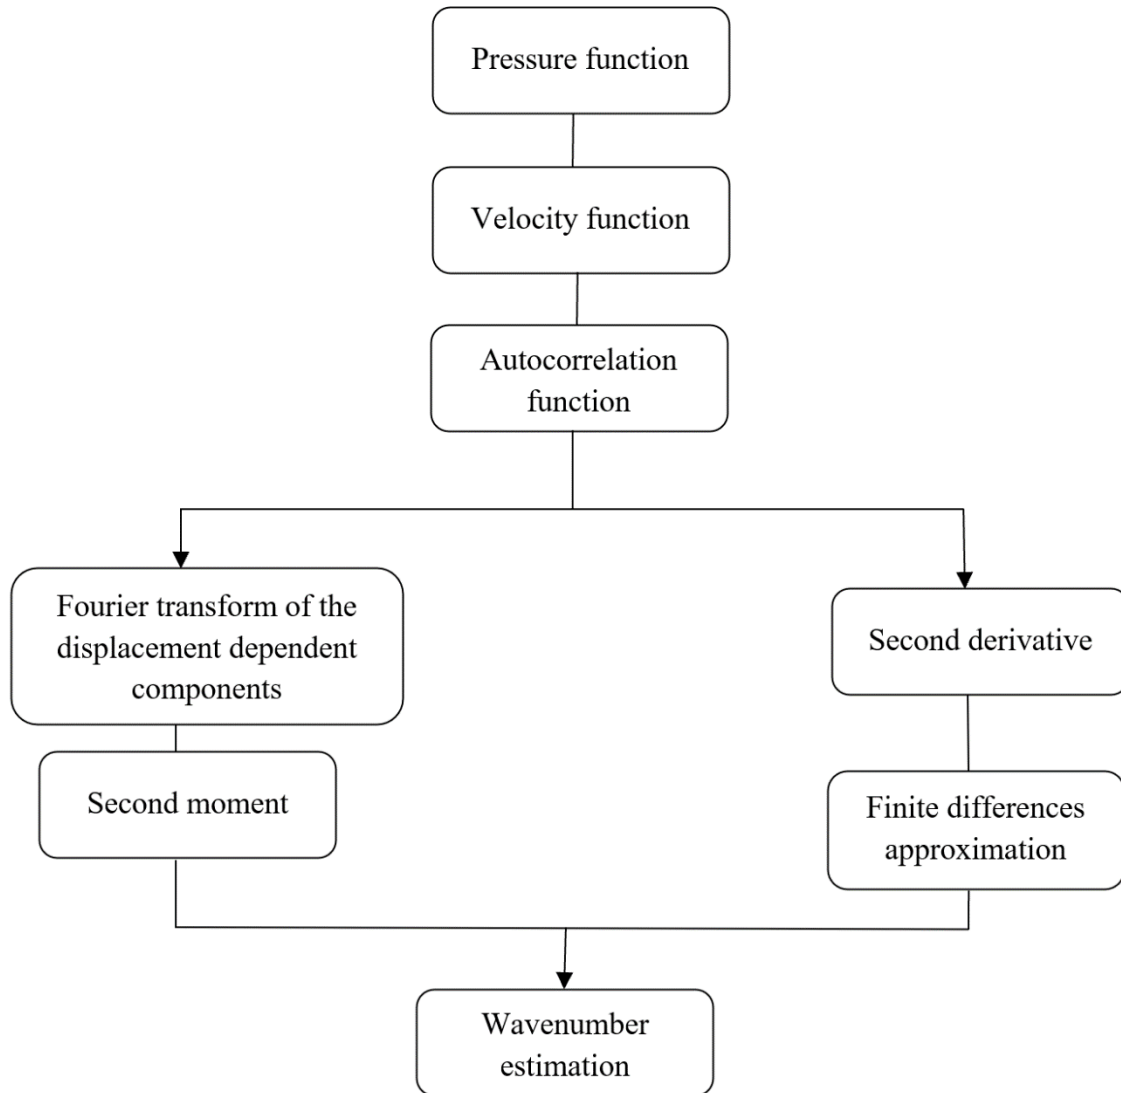 Pressure function
Velocity function
Autocorrelation
function
Fourier transform of the
displacement dependent
components
Second moment
Second derivative
Finite differences
approximation
Wavenumber
estimation